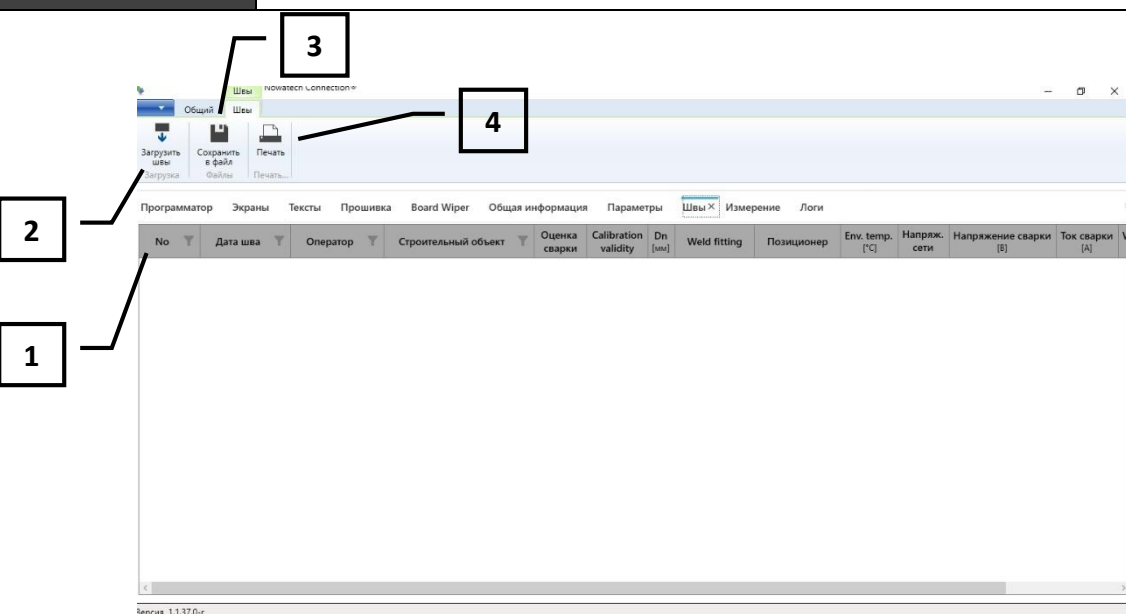 3
Швы Nowatech Connection®
Общий Швы
4
Загрузить швы
Сохранить в файл
Печать
Загрузка Файлы Печать...
2
Программатор Экраны Тексты Прошивка Board Wiper Общая информация Параметры Швы Измерение Логи
No Дата шва Оператор Строительный объект Оценка сварки Calibration validity Dn [мм] Weld fitting Позиционер Env. temp. [°C] Напряж. сети Напряжение сварки [В] Ток сварки [А]
1
Версия 1.1.37.0-r